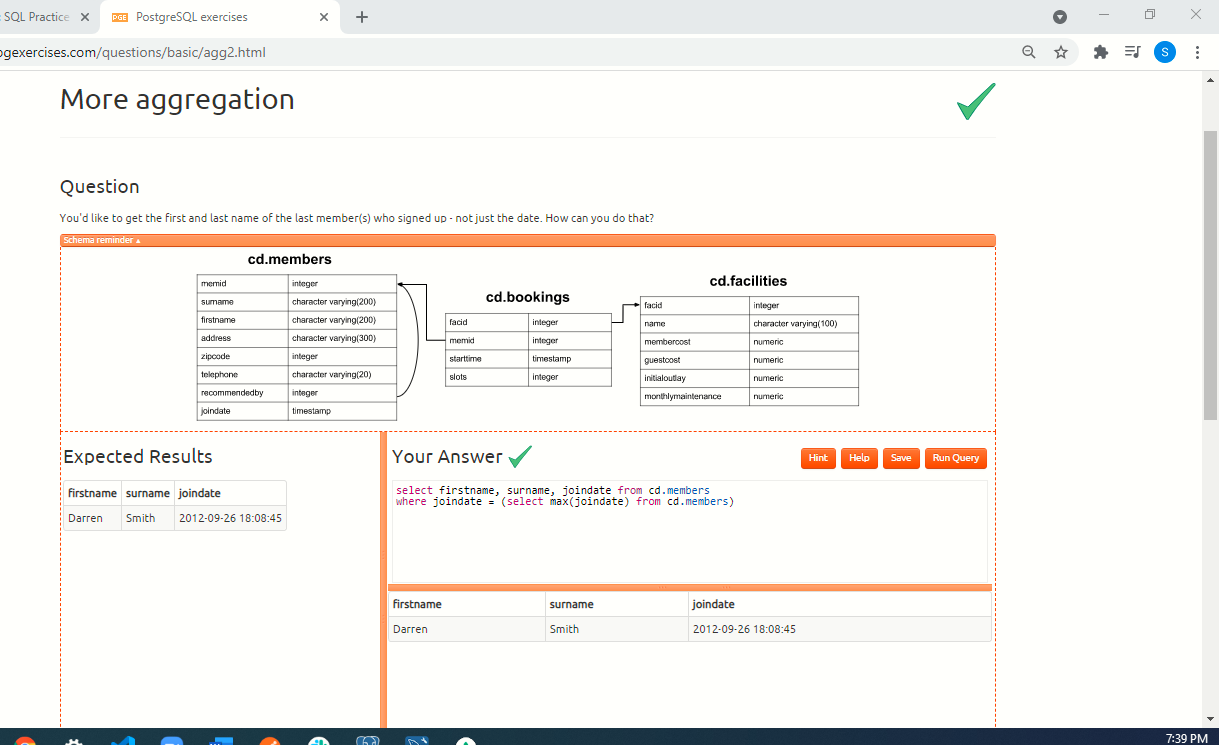 SQL Practice
PGE PostgreSQL exercises
ogexercises.com/questions/basic/agg2.html
S
More aggregation
Question
You'd like to get the first and last name of the last member(s) who signed up - not just the date. How can you do that?
Schema reminder ▴
cd.members
memid integer
surname character varying(200)
firstname character varying(200)
address character varying(300)
zipcode integer
telephone character varying(20)
recommendedby integer
joindate timestamp
cd.bookings
facid integer
memid integer
starttime timestamp
slots integer
cd.facilities
facid integer
name character varying(100)
membercost numeric
guestcost numeric
initialoutlay numeric
monthlymaintenance numeric
Expected Results
firstname surname joindate
Darren Smith 2012-09-26 18:08:45
Your Answer
Hint Help Save Run Query
select firstname, surname, joindate from cd.members
where joindate = (select max(joindate) from cd.members)
firstname surname joindate
Darren Smith 2012-09-26 18:08:45
7:39 PM